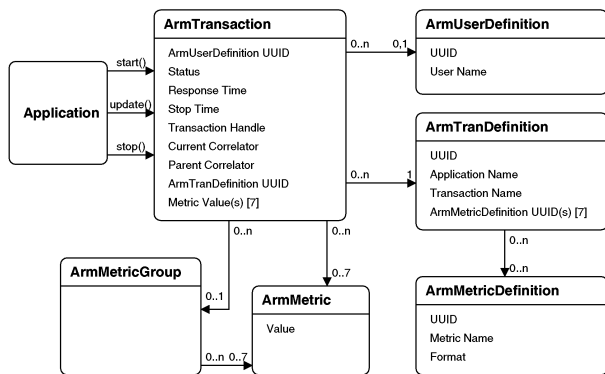 Application
start()
update()
stop()
ArmTransaction
ArmUserDefinition UUID
Status
Response Time
Stop Time
Transaction Handle
Current Correlator
Parent Correlator
ArmTranDefinition UUID
Metric Value(s) [7]
0..n
0,1
ArmUserDefinition
UUID
User Name
0..n
1
ArmTranDefinition
UUID
Application Name
Transaction Name
ArmMetricDefinition UUID(s) [7]
0..n
0..n
ArmMetricDefinition
UUID
Metric Name
Format
0..n
0..1
ArmMetricGroup
0..n
0..7
0..n 0..7
ArmMetric
Value